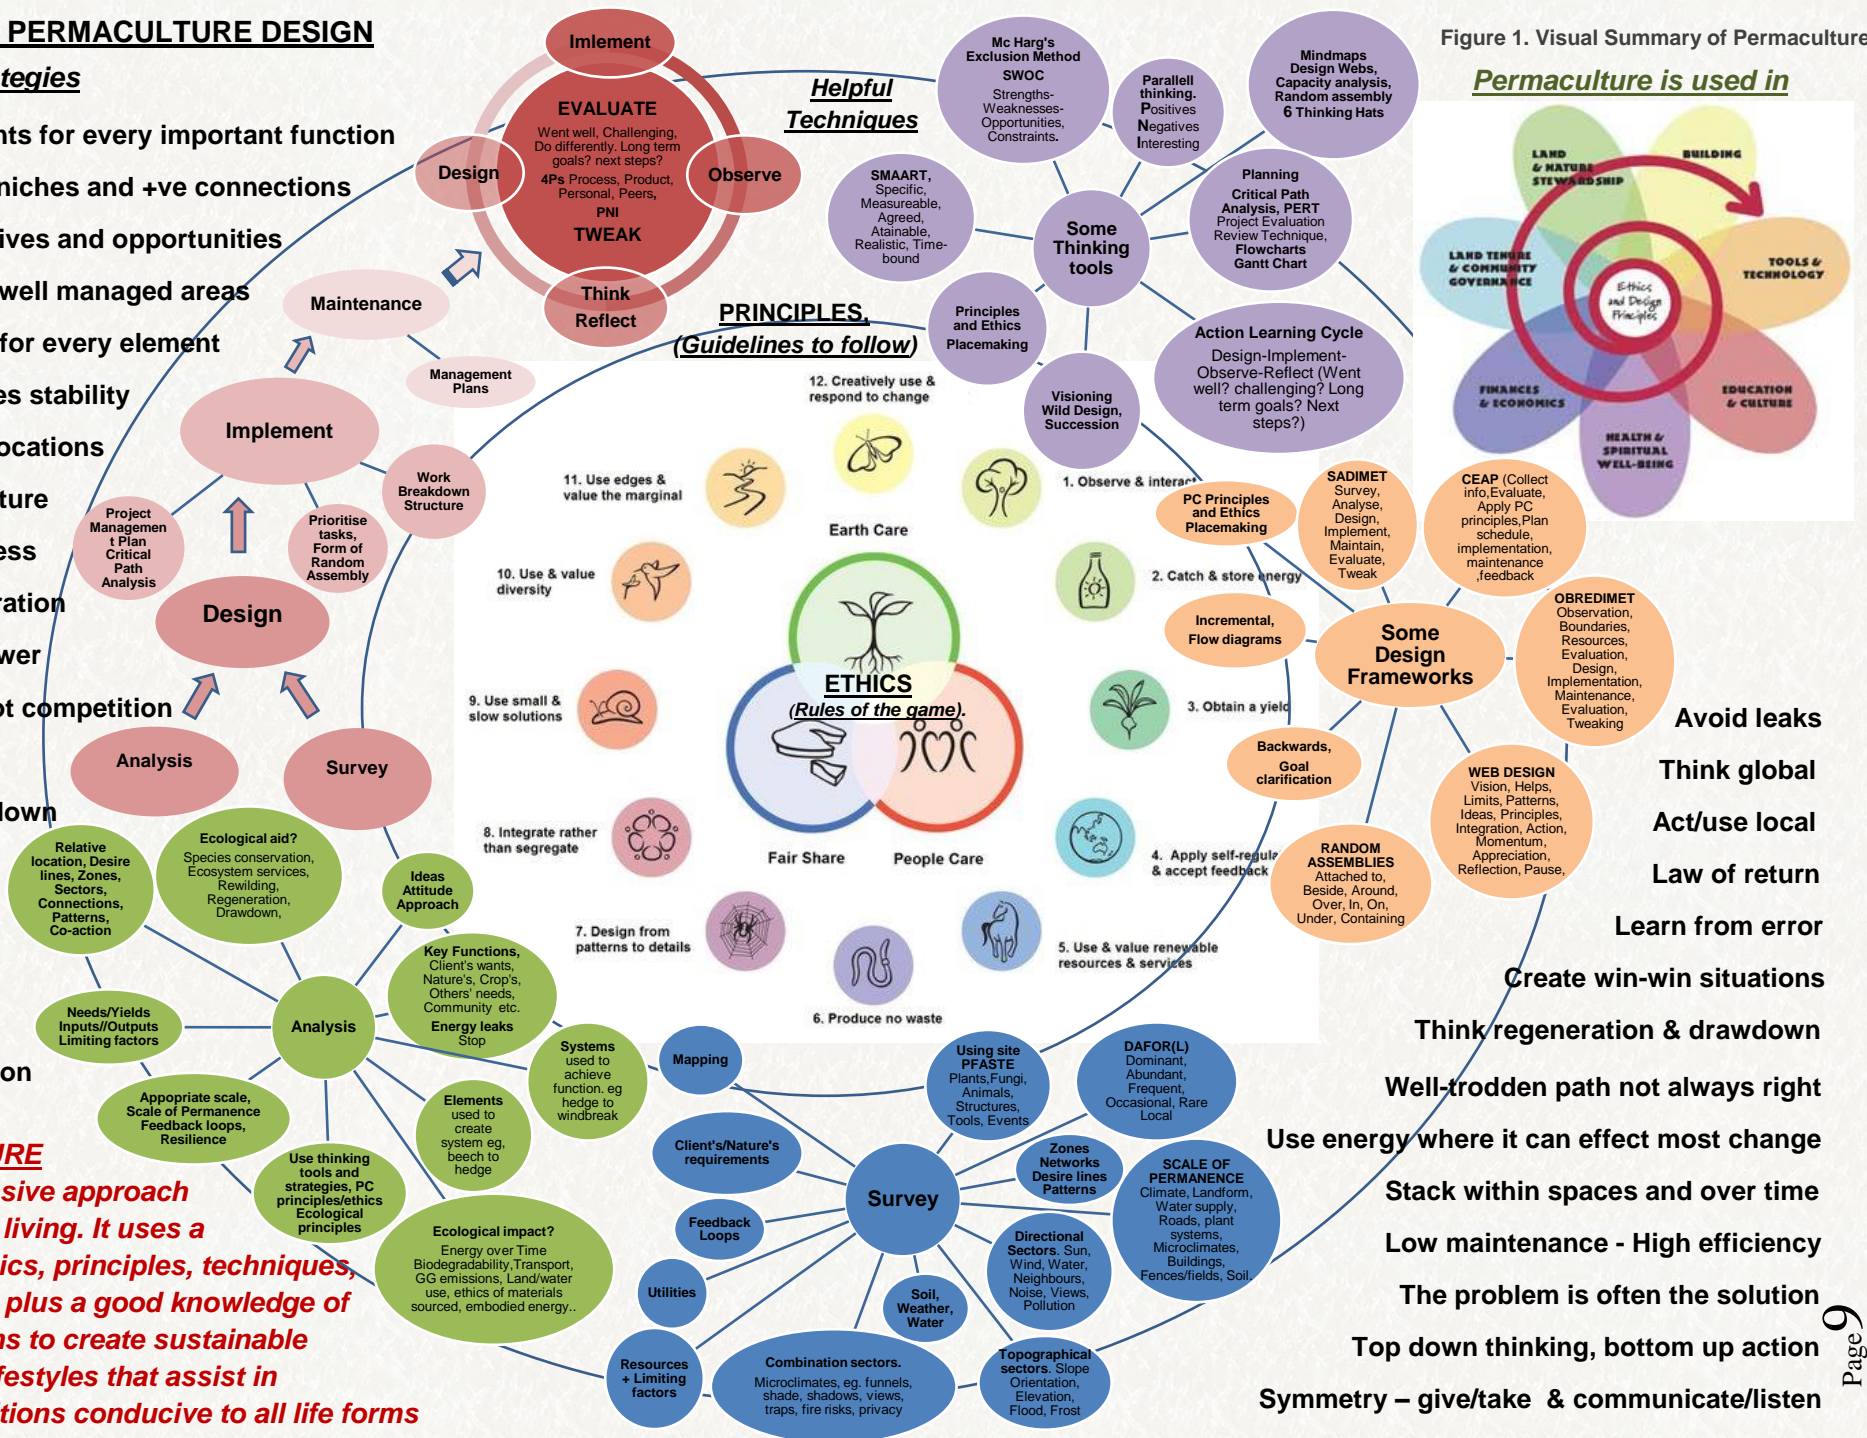 PERMACULTURE DESIGN
tegies
nts for every important function
niches and +ve connections
ives and opportunities
well managed areas
for every element
es stability
ocations
ture
ess
ration
wer
ot competition
down
on
URE
sive approach
living. It uses a
ics, principles, techniques,
plus a good knowledge of
ns to create sustainable
festyles that assist in
tions conducive to all life forms
Imlement
EVALUATE
Went well, Challenging,
Do differently. Long term
goals? next steps?
4Ps Process, Product,
Personal, Peers,
PNI
TWEAK
Design
Observe
Think
Reflect
Maintenance
Management
Plans
Implement
Work
Breakdown
Structure
Project
Managemen
t Plan
Critical
Path
Analysis
Prioritise
tasks,
Form of
Random
Assembly
Design
Analysis
Survey
Helpful
Techniques
Mc Harg's
Exclusion Method
SWOC
Strengths-
Weaknesses-
Opportunities,
Constraints.
Parallell
thinking.
Positives
Negatives
Interesting
Mindmaps
Design Webs,
Capacity analysis,
Random assembly
6 Thinking Hats
SMAART,
Specific,
Measureable,
Agreed,
Atainable,
Realistic, Time-
bound
Some
Thinking
tools
Planning
Critical Path
Analysis, PERT
Project Evaluation
Review Technique,
Flowcharts
Gantt Chart
Principles
and Ethics
Placemaking
Visioning
Wild Design,
Succession
Action Learning Cycle
Design-Implement-
Observe-Reflect (Went
well? challenging? Long
term goals? Next
steps?)
Figure 1. Visual Summary of Permaculture
Permaculture is used in
LAND
& NATURE
STEWARDSHIP
BUILDING
LAND TENURE
& COMMUNITY
GOVERNANCE
TOOLS &
TECHNOLOGY
Ethics
and Design
Principles
FINANCES
& ECONOMICS
EDUCATION
& CULTURE
HEALTH &
SPIRITUAL
WELL-BEING
PRINCIPLES,
(Guidelines to follow)
12. Creatively use &
respond to change
11. Use edges &
value the marginal
1. Observe & interact
10. Use & value
diversity
2. Catch & store energy
9. Use small &
slow solutions
3. Obtain a yield
8. Integrate rather
than segregate
4. Apply self-regula
& accept feedback
7. Design from
patterns to details
5. Use & value renewable
resources & services
6. Produce no waste
Earth Care
ETHICS
(Rules of the game).
Fair Share
People Care
PC Principles
and Ethics
Placemaking
SADIMET
Survey,
Analyse,
Design,
Implement,
Maintain,
Evaluate,
Tweak
CEAP (Collect
info,Evaluate,
Apply PC
principles,Plan
schedule,
implementation,
maintenance
,feedback
Incremental,
Flow diagrams
Some
Design
Frameworks
OBREDIMET
Observation,
Boundaries,
Resources,
Evaluation,
Design,
Implementation,
Maintenance,
Evaluation,
Tweaking
Backwards,
Goal
clarification
WEB DESIGN
Vision, Helps,
Limits, Patterns,
Ideas, Principles,
Integration, Action,
Momentum,
Appreciation,
Reflection, Pause,
RANDOM
ASSEMBLIES
Attached to,
Beside, Around,
Over, In, On,
Under, Containing
Relative
location, Desire
lines, Zones,
Sectors,
Connections,
Patterns,
Co-action
Ecological aid?
Species conservation,
Ecosystem services,
Rewilding,
Regeneration,
Drawdown,
Ideas
Attitude
Approach
Key Functions,
Client's wants,
Nature's, Crop's,
Others' needs,
Community etc.
Energy leaks
Stop
Needs/Yields
Inputs//Outputs
Limiting factors
Analysis
Systems
used to
achieve
function. eg
hedge to
windbreak
Appopriate scale,
Scale of Permanence
Feedback loops,
Resilience
Elements
used to
create
system eg,
beech to
hedge
Use thinking
tools and
strategies, PC
principles/ethics
Ecological
principles
Ecological impact?
Energy over Time
Biodegradability,Transport,
GG emissions, Land/water
use, ethics of materials
sourced, embodied energy..
Mapping
Using site
PFASTE
Plants,Fungi,
Animals,
Structures,
Tools, Events
DAFOR(L)
Dominant,
Abundant,
Frequent,
Occasional, Rare
Local
Client's/Nature's
requirements
Zones
Networks
Desire lines
Patterns
SCALE OF
PERMANENCE
Climate, Landform,
Water supply,
Roads, plant
systems,
Microclimates,
Buildings,
Fences/fields, Soil.
Survey
Feedback
Loops
Directional
Sectors. Sun,
Wind, Water,
Neighbours,
Noise, Views,
Pollution
Utilities
Soil,
Weather,
Water
Resources
+ Limiting
factors
Combination sectors.
Microclimates, eg. funnels,
shade, shadows, views,
traps, fire risks, privacy
Topographical
sectors. Slope
Orientation,
Elevation,
Flood, Frost
Avoid leaks
Think global
Act/use local
Law of return
Learn from error
Create win-win situations
Think regeneration & drawdown
Well-trodden path not always right
Use energy where it can effect most change
Stack within spaces and over time
Low maintenance - High efficiency
The problem is often the solution
Top down thinking, bottom up action
Symmetry – give/take & communicate/listen
Page 9